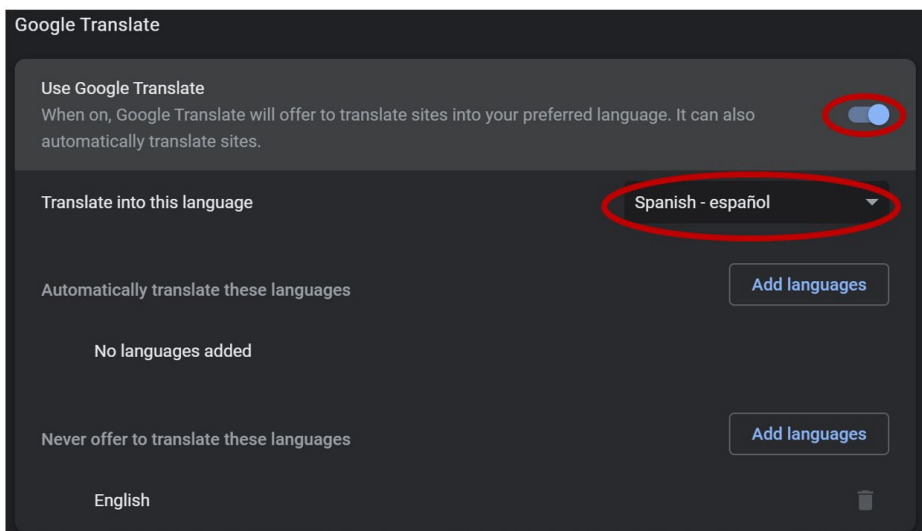 Google Translate
Use Google Translate
When on, Google Translate will offer to translate sites into your preferred language. It can also
automatically translate sites.
Translate into this language
Spanish - español
Automatically translate these languages
Add languages
No languages added
Never offer to translate these languages
Add languages
English